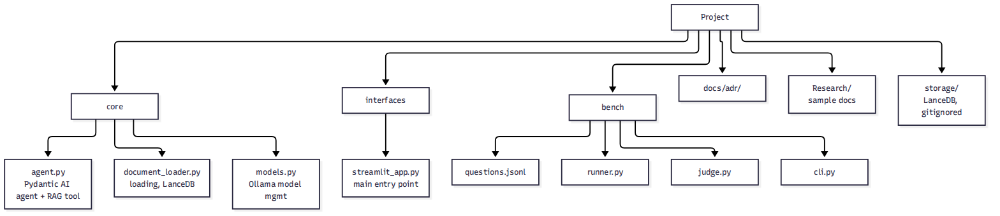 Project
core
interfaces
bench
docs/adr/
Research/
sample docs
storage/
LanceDB,
gitignored
agent.py
Pydantic AI
agent + RAG tool
document_loader.py
loading, LanceDB
models.py
Ollama model
mgmt
streamlit_app.py
main entry point
questions.jsonl
runner.py
judge.py
cli.py